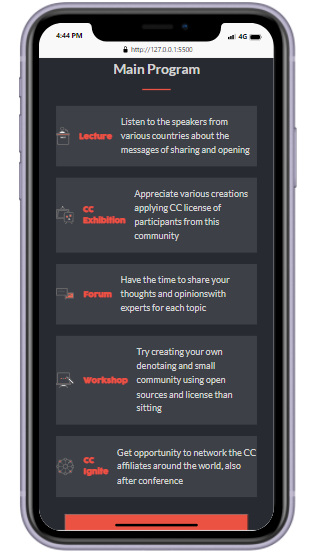 4:44 PM
4G
http://127.0.0.1:5500
Main Program
Lecture
Listen to the speakers from
various countries about the
messages of sharing and opening
CC
Exhibition
Appreciate various creations
applying CC license of
participants from this
community
Forum
Have the time to share your
thoughts and opinionswith
experts for each topic
Workshop
Try creating your own
denotaing and small
community using open
sources and license than
sitting
CC
Ignite
Get opportunity to network the CC
affiliates around the world, also
after conference